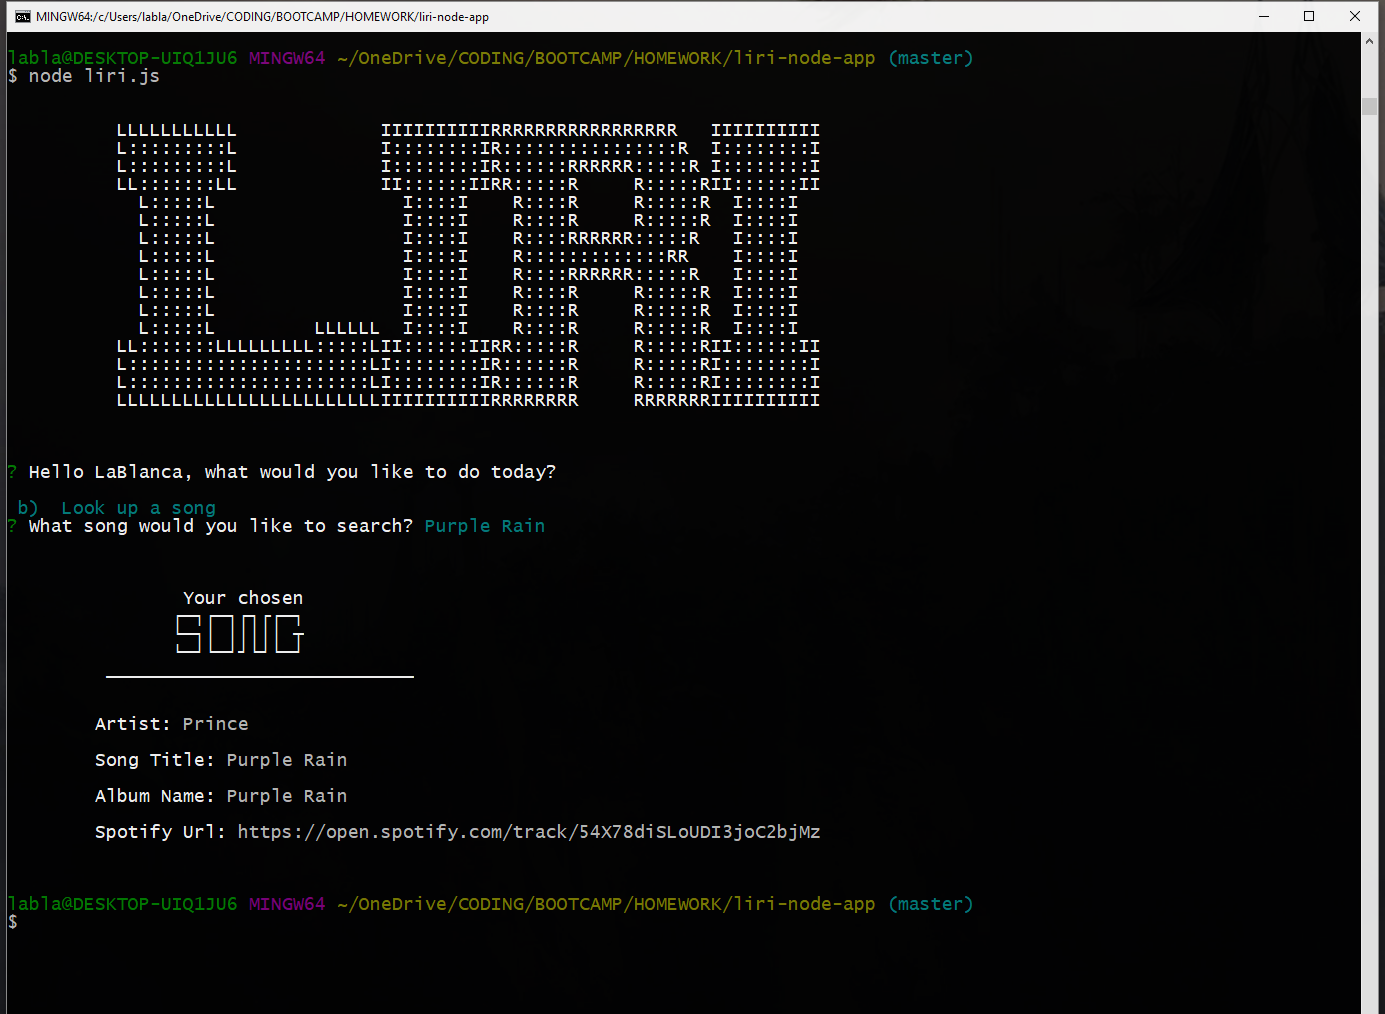 MINGW64:/c/Users/labla/OneDrive/CODING/BOOTCAMP/HOMEWORK/liri-node-app
labla@DESKTOP-UIQ1JU6 MINGW64 ~/OneDrive/CODING/BOOTCAMP/HOMEWORK/liri-node-app (master)
$ node liri.js
LLLLLLLLLLL             IIIIIIIIIIRRRRRRRRRRRRRRRRR   IIIIIIIIII
L:::::::::L             I::::::::IR::::::::::::::::R  I::::::::I
L:::::::::L             I::::::::IR::::::RRRRRR:::::R I::::::::I
LL:::::::LL             II::::::IIRR:::::R     R:::::RII::::::II
  L:::::L                 I::::I    R::::R     R:::::R  I::::I
  L:::::L                 I::::I    R::::R     R:::::R  I::::I
  L:::::L                 I::::I    R::::RRRRRR:::::R   I::::I
  L:::::L                 I::::I    R:::::::::::::RR    I::::I
  L:::::L                 I::::I    R::::RRRRRR:::::R   I::::I
  L:::::L                 I::::I    R::::R     R:::::R  I::::I
  L:::::L                 I::::I    R::::R     R:::::R  I::::I
  L:::::L         LLLLLL  I::::I    R::::R     R:::::R  I::::I
LL:::::::LLLLLLLLL:::::LII::::::IIRR:::::R     R:::::RII::::::II
L::::::::::::::::::::::LI::::::::IR::::::R     R:::::RI::::::::I
L::::::::::::::::::::::LI::::::::IR::::::R     R:::::RI::::::::I
LLLLLLLLLLLLLLLLLLLLLLLLIIIIIIIIIIRRRRRRRR     RRRRRRRIIIIIIIIII
? Hello LaBlanca, what would you like to do today?
b)  Look up a song
? What song would you like to search? Purple Rain
Your chosen
SONG
Artist: Prince
Song Title: Purple Rain
Album Name: Purple Rain
Spotify Url: https://open.spotify.com/track/54X78diSLoUDI3joC2bjMz
labla@DESKTOP-UIQ1JU6 MINGW64 ~/OneDrive/CODING/BOOTCAMP/HOMEWORK/liri-node-app (master)
$